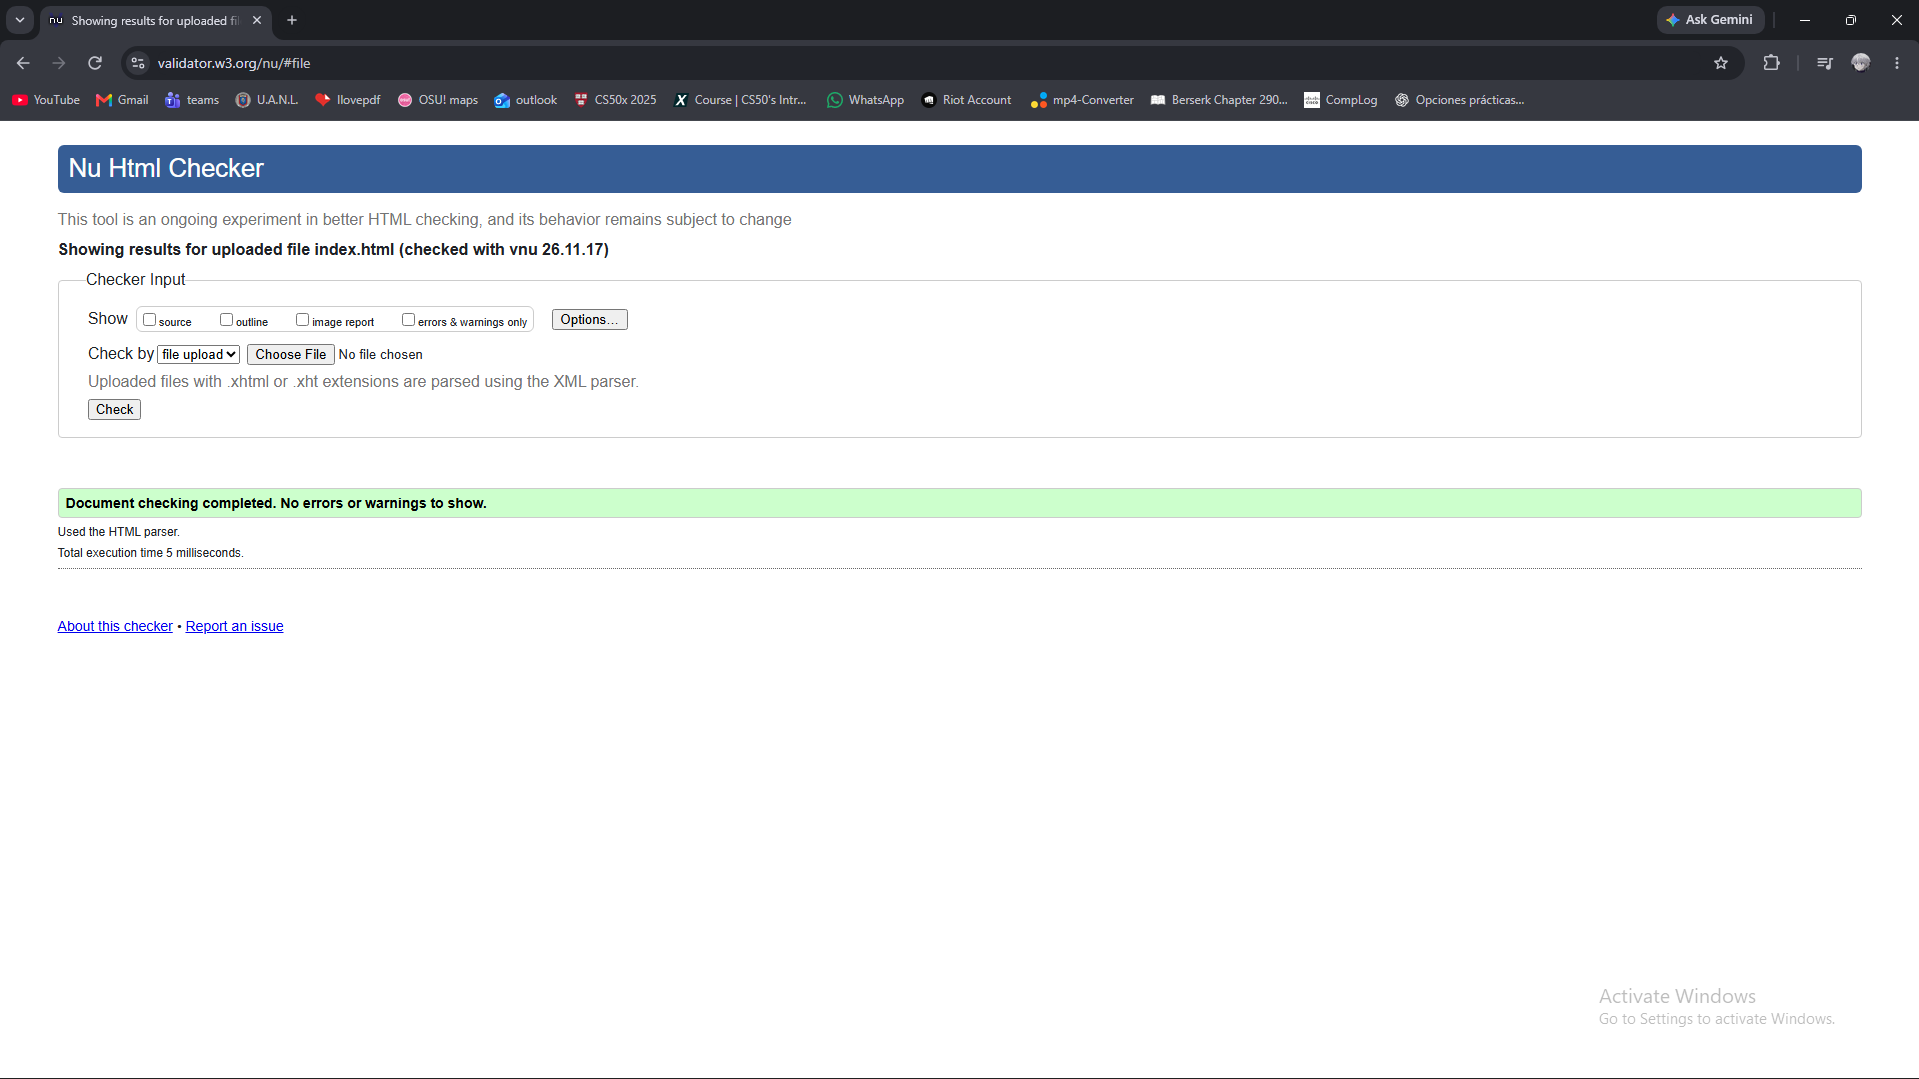 nu Showing results for uploaded fi
Ask Gemini
validator.w3.org/nu/#file
YouTube Gmail teams U.A.N.L. Ilovepdf OSU! maps outlook CS50x 2025 Course | CS50's Intr... WhatsApp Riot Account mp4-Converter Berserk Chapter 290... CompLog Opciones prácticas...
Nu Html Checker
This tool is an ongoing experiment in better HTML checking, and its behavior remains subject to change
Showing results for uploaded file index.html (checked with vnu 26.11.17)
Checker Input
Show source outline image report errors & warnings only Options...
Check by file upload Choose File No file chosen
Uploaded files with .xhtml or .xht extensions are parsed using the XML parser.
Check
Document checking completed. No errors or warnings to show.
Used the HTML parser.
Total execution time 5 milliseconds.
About this checker • Report an issue
Activate Windows
Go to Settings to activate Windows.